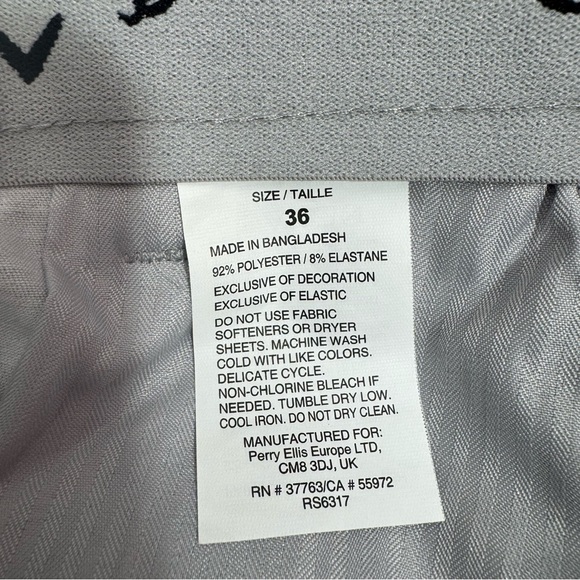 SIZE / TAILLE
36
MADE IN BANGLADESH
92% POLYESTER / 8% ELASTANE
EXCLUSIVE OF DECORATION
EXCLUSIVE OF ELASTIC
DO NOT USE FABRIC
SOFTENERS OR DRYER
SHEETS. MACHINE WASH
COLD WITH LIKE COLORS.
DELICATE CYCLE.
NON-CHLORINE BLEACH IF
NEEDED. TUMBLE DRY LOW.
COOL IRON. DO NOT DRY CLEAN.
MANUFACTURED FOR:
Perry Ellis Europe LTD,
CM8 3DJ, UK
RN # 37763/CA # 55972
RS6317